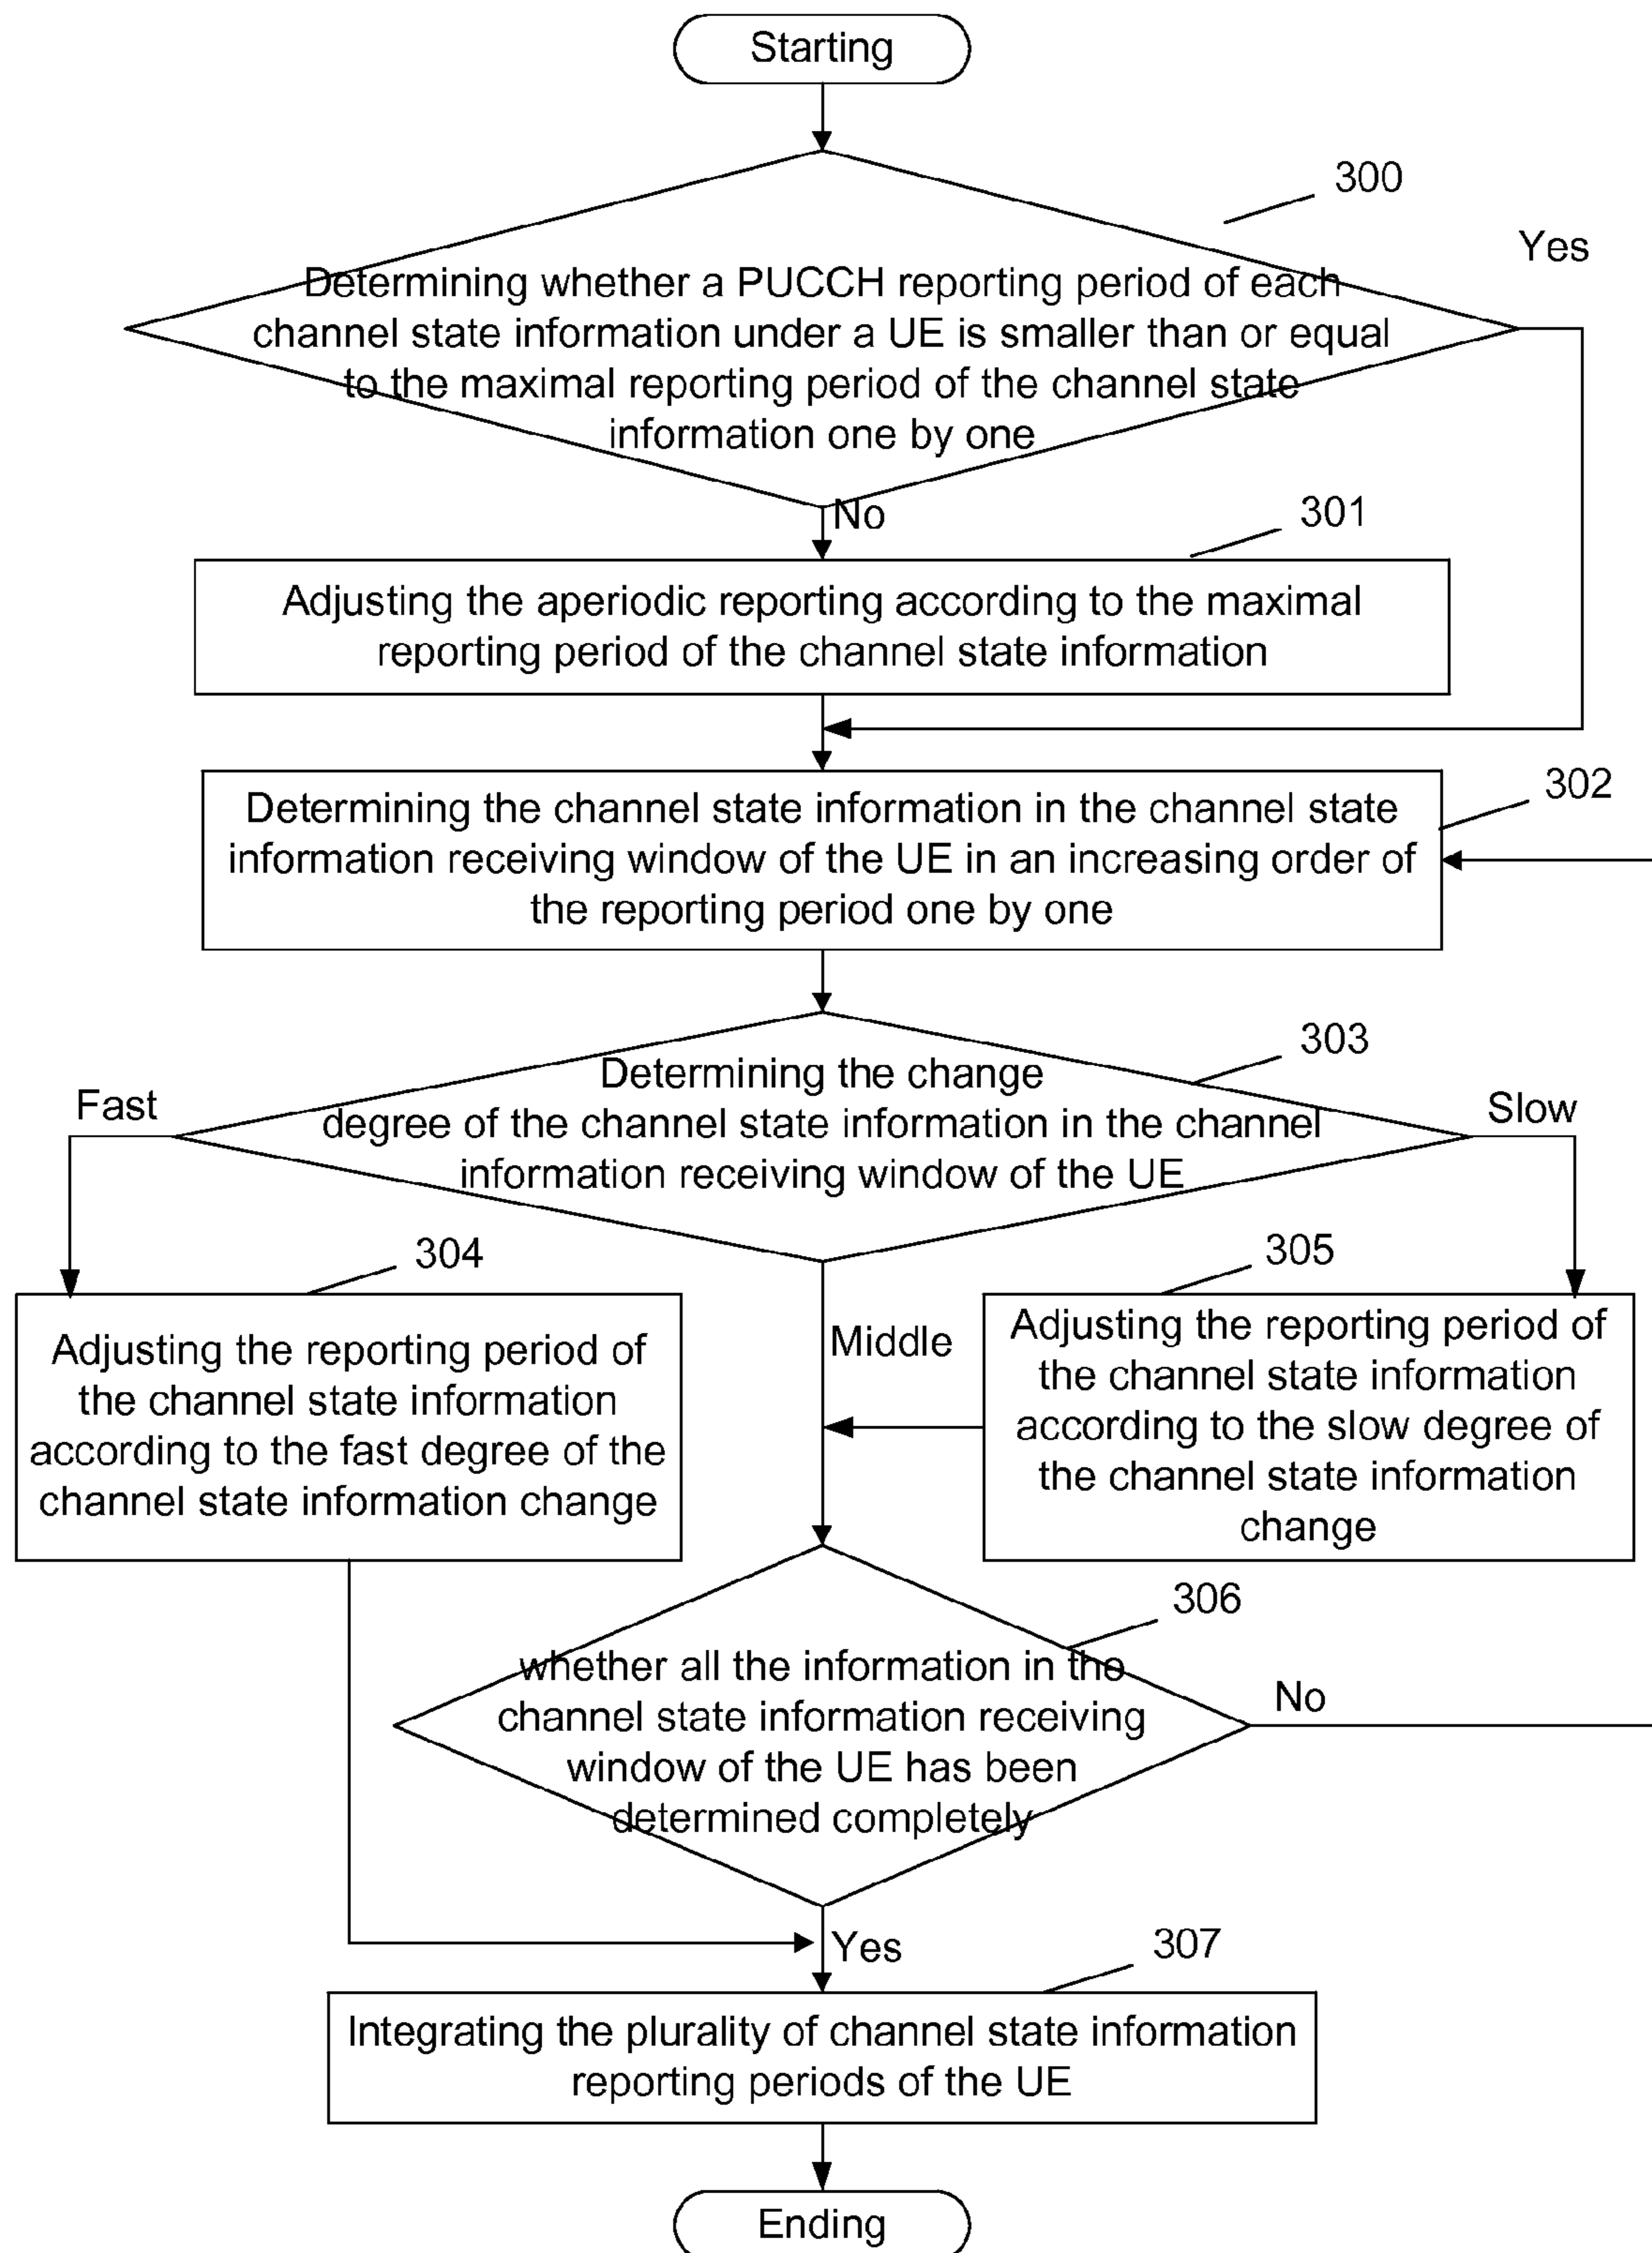 Starting
300
Yes
Determining whether a PUCCH reporting period of each
channel state information under a UE is smaller than or equal
to the maximal reporting period of the channel state
information one by one
No
301
Adjusting the aperiodic reporting according to the maximal
reporting period of the channel state information
302
Determining the channel state information in the channel state
information receiving window of the UE in an increasing order of
the reporting period one by one
303
Determining the change
degree of the channel state information in the channel
information receiving window of the UE
Fast
Slow
304
305
Adjusting the reporting period of
the channel state information
according to the fast degree of the
channel state information change
Middle
Adjusting the reporting period of
the channel state information
according to the slow degree of
the channel state information
change
306
whether all the information in the
channel state information receiving
window of the UE has been
determined completely
No
Yes
307
Integrating the plurality of channel state information
reporting periods of the UE
Ending